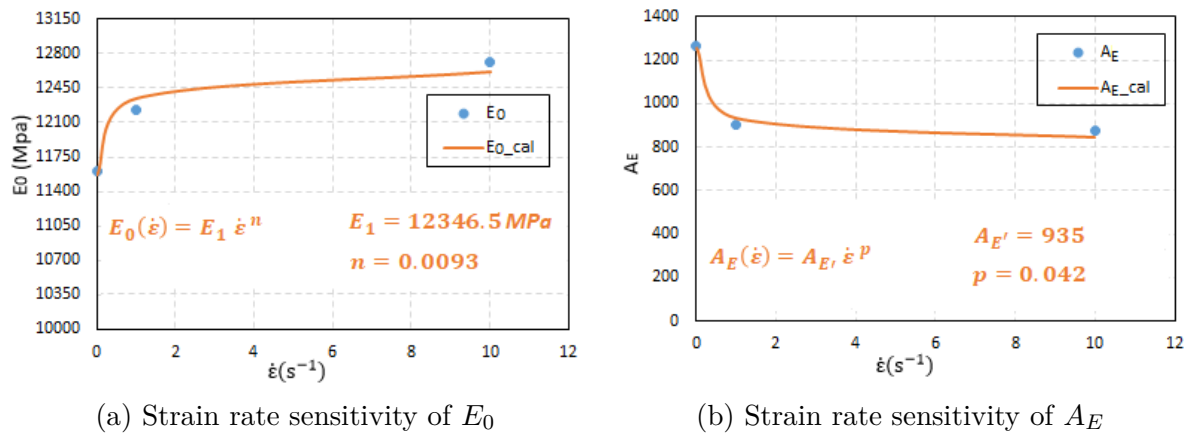 13150
12800
12450
12100
11750
11400
11050
10700
10350
10000
E0 (Mpa)
E0
E0_cal
Ė0(ε̇) = E1 ε̇ n
E1 = 12346.5 MPa
n = 0.0093
0 2 4 6 8 10 12
ε̇(s⁻¹)
(a) Strain rate sensitivity of E0
1400
1200
1000
800
600
400
200
0
AE
AE
AE_cal
AE(ε̇) = AE′ ε̇ p
AE′ = 935
p = 0.042
0 2 4 6 8 10 12
ε̇(s⁻¹)
(b) Strain rate sensitivity of AE